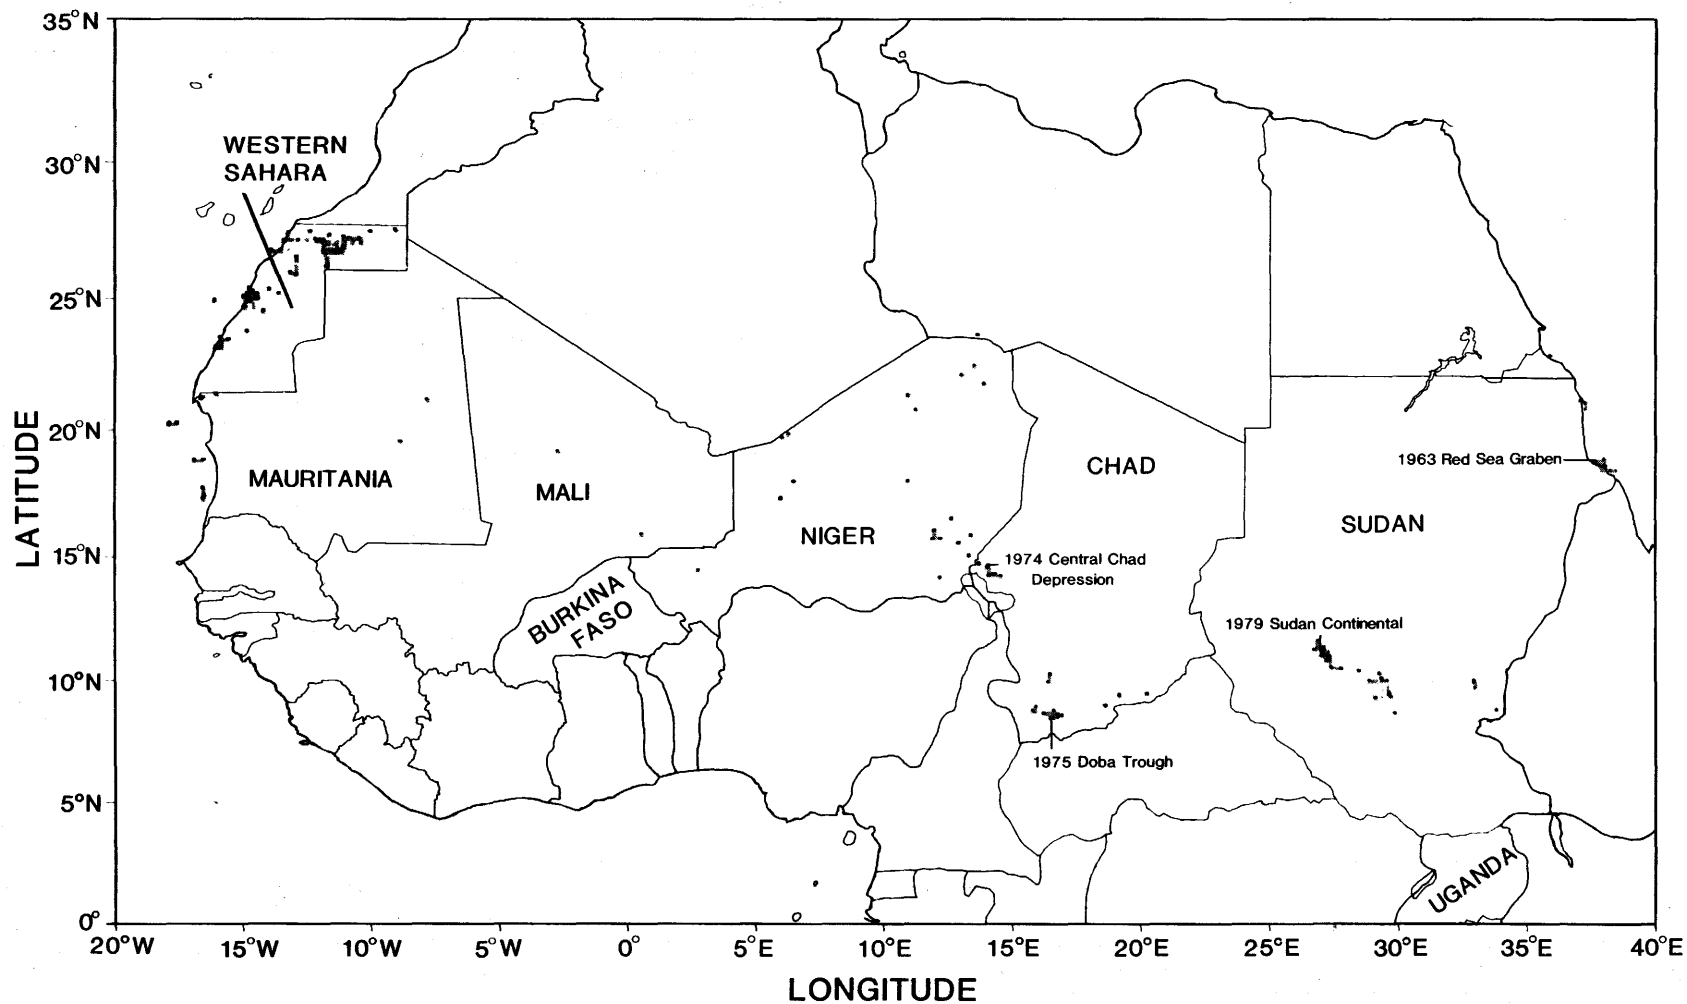 35°N
WESTERN
SAHARA
30°N
25°N
20°N
1963 Red Sea Graben
CHAD
MAURITANIA
MALI
SUDAN
NIGER
15°N
1974 Central Chad
Depression
BURKINA
FASO
1979 Sudan Continental
10°N
1975 Doba Trough
5°N
UGANDA
0°
LATITUDE
20°W 15°W 10°W 5°W 0° 5°E 10°E 15°E 20°E 25°E 30°E 35°E 40°E
LONGITUDE